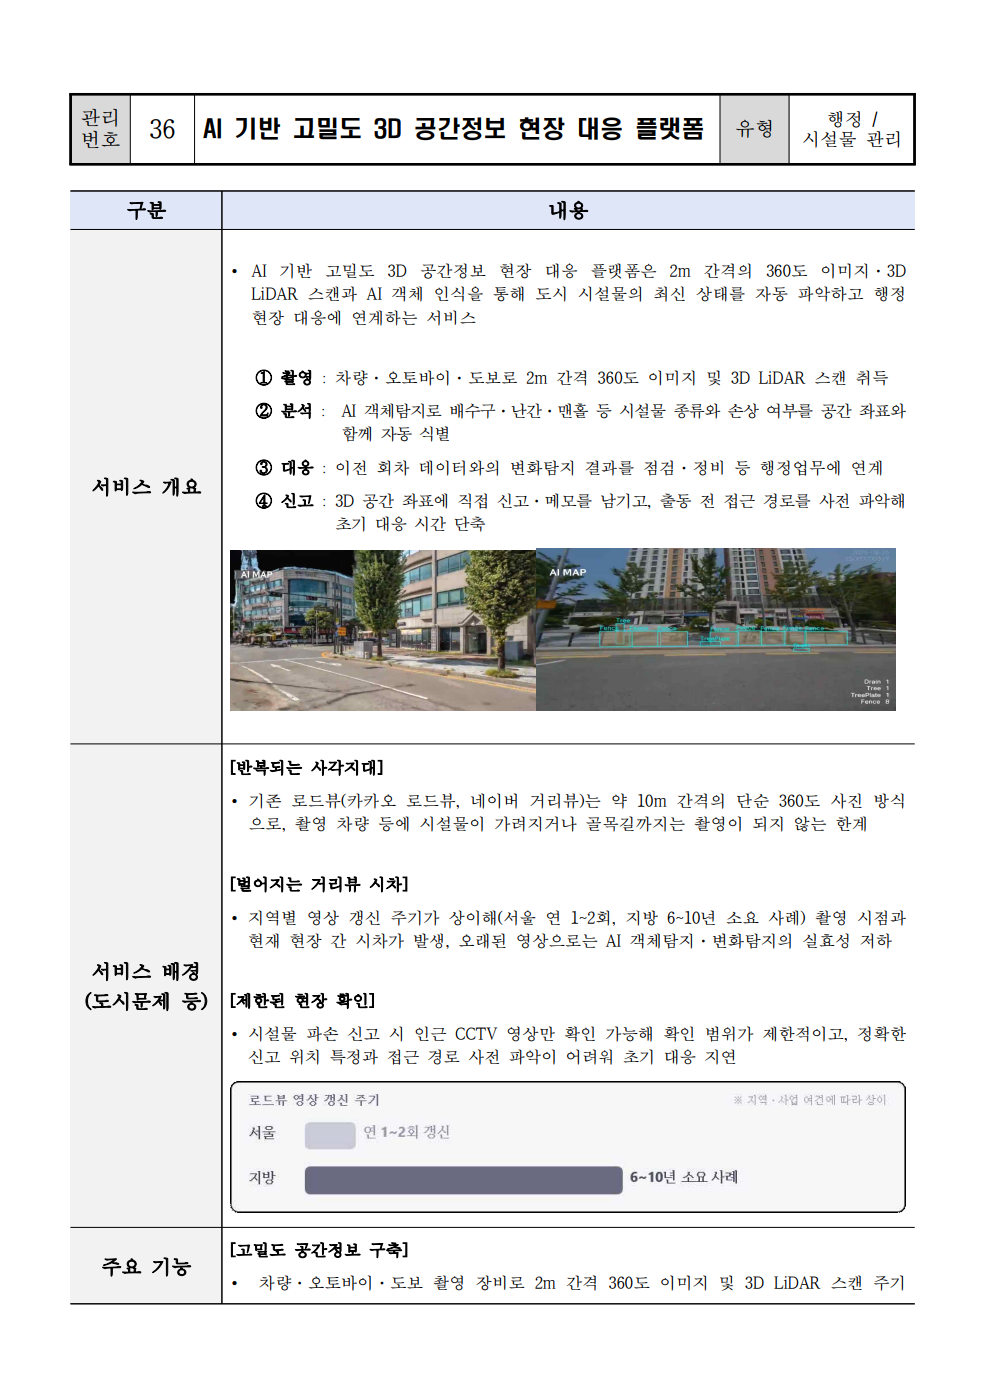 관리
번호
36
AI 기반 고밀도 3D 공간정보 현장 대응 플랫폼
유형
행정 /
시설물 관리
구분
내용
서비스 개요
• AI 기반 고밀도 3D 공간정보 현장 대응 플랫폼은 2m 간격의 360도 이미지·3D
LiDAR 스캔과 AI 객체 인식을 통해 도시 시설물의 최신 상태를 자동 파악하고 행정
현장 대응에 연계하는 서비스
① 촬영 : 차량·오토바이·도보로 2m 간격 360도 이미지 및 3D LiDAR 스캔 취득
② 분석 : AI 객체탐지로 배수구·난간·맨홀 등 시설물 종류와 손상 여부를 공간 좌표와
함께 자동 식별
③ 대응 : 이전 회차 데이터와의 변화탐지 결과를 점검·정비 등 행정업무에 연계
④ 신고 : 3D 공간 좌표에 직접 신고·메모를 남기고, 출동 전 접근 경로를 사전 파악해
초기 대응 시간 단축
AI MAP
AI MAP
Tree
Fence
TreePlate
Drain 1
Tree 1
TreePlate 1
Fence 8
서비스 배경
(도시문제 등)
[반복되는 사각지대]
• 기존 로드뷰(카카오 로드뷰, 네이버 거리뷰)는 약 10m 간격의 단순 360도 사진 방식
으로, 촬영 차량 등에 시설물이 가려지거나 골목길까지는 촬영이 되지 않는 한계
[벌어지는 거리뷰 시차]
• 지역별 영상 갱신 주기가 상이해(서울 연 1~2회, 지방 6~10년 소요 사례) 촬영 시점과
현재 현장 간 시차가 발생, 오래된 영상으로는 AI 객체탐지·변화탐지의 실효성 저하
[제한된 현장 확인]
• 시설물 파손 신고 시 인근 CCTV 영상만 확인 가능해 확인 범위가 제한적이고, 정확한
신고 위치 특정과 접근 경로 사전 파악이 어려워 초기 대응 지연
로드뷰 영상 갱신 주기
※ 지역·사업 여건에 따라 상이
서울
연 1~2회 갱신
지방
6~10년 소요 사례
주요 기능
[고밀도 공간정보 구축]
• 차량·오토바이·도보 촬영 장비로 2m 간격 360도 이미지 및 3D LiDAR 스캔 주기